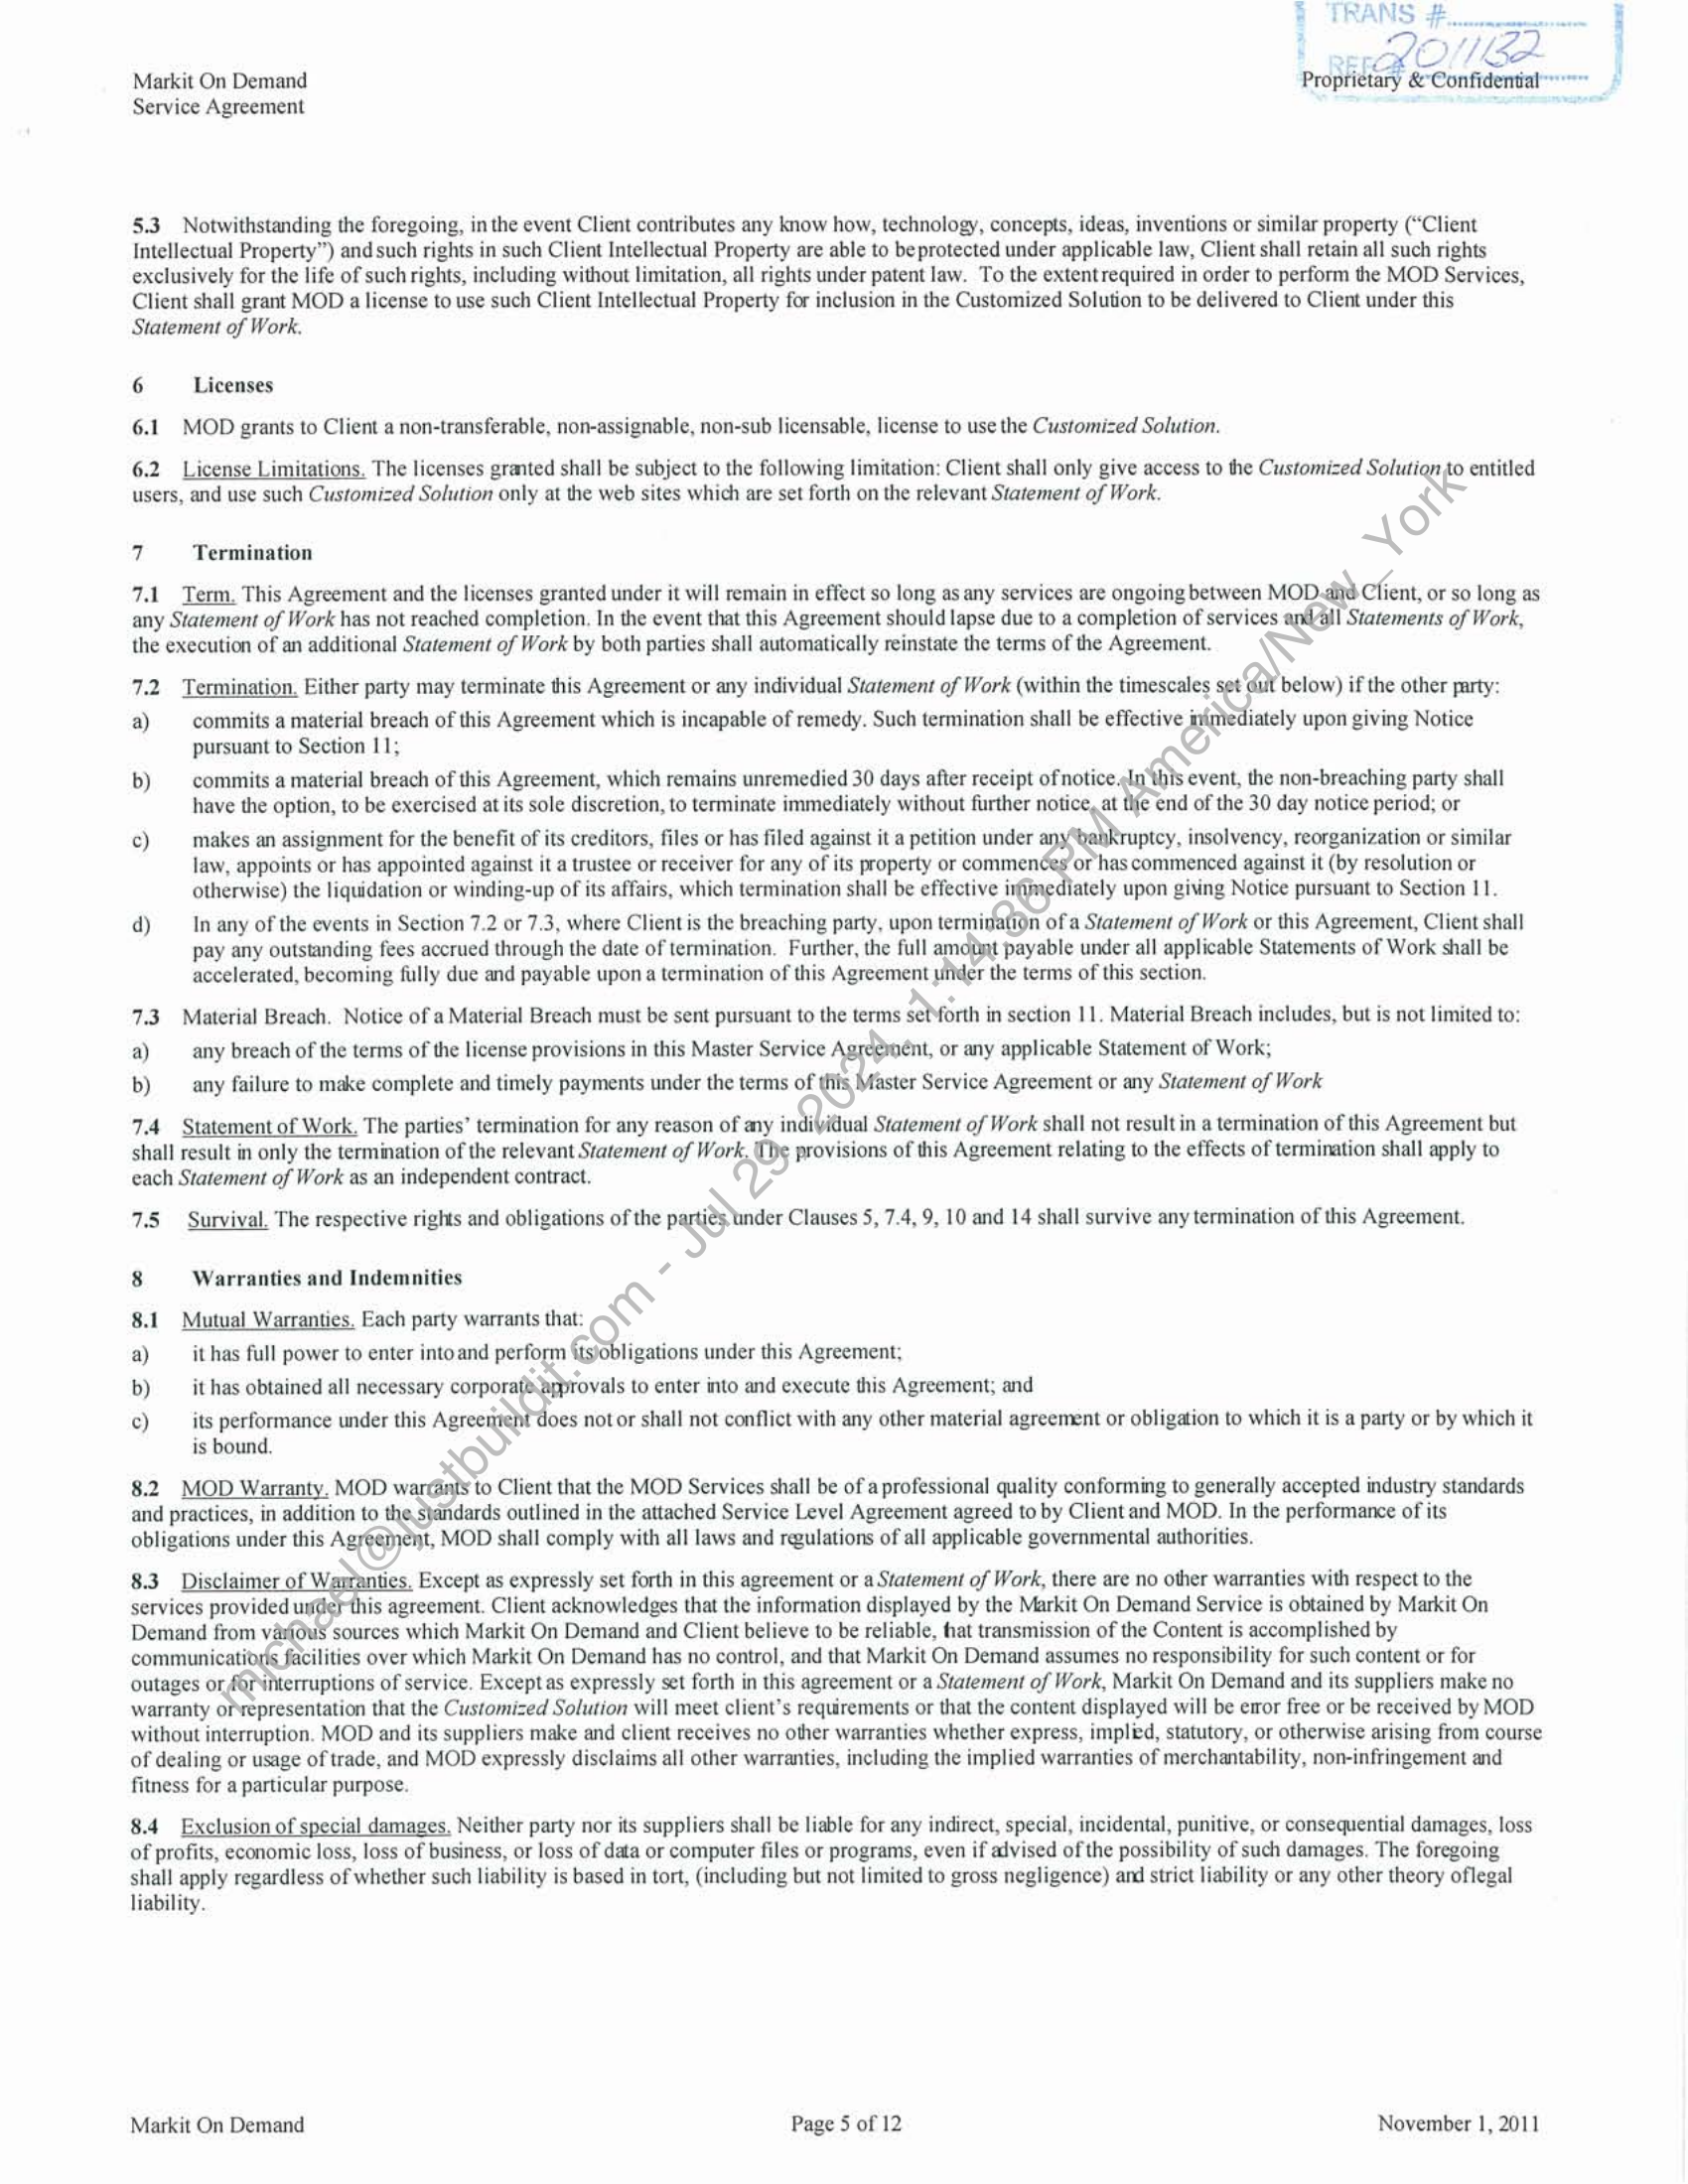 TRANS #
REF # 2011132
Markit On Demand
Proprietary & Confidential
Service Agreement
5.3 Notwithstanding the foregoing, in the event Client contributes any know how, technology, concepts, ideas, inventions or similar property (“Client
Intellectual Property”) and such rights in such Client Intellectual Property are able to be protected under applicable law, Client shall retain all such rights
exclusively for the life of such rights, including without limitation, all rights under patent law. To the extent required in order to perform the MOD Services,
Client shall grant MOD a license to use such Client Intellectual Property for inclusion in the Customized Solution to be delivered to Client under this
Statement of Work.
6 Licenses
6.1 MOD grants to Client a non-transferable, non-assignable, non-sub licensable, license to use the Customized Solution.
6.2 License Limitations. The licenses granted shall be subject to the following limitation: Client shall only give access to the Customized Solution to entitled
users, and use such Customized Solution only at the web sites which are set forth on the relevant Statement of Work.
7 Termination
7.1 Term. This Agreement and the licenses granted under it will remain in effect so long as any services are ongoing between MOD and Client, or so long as
any Statement of Work has not reached completion. In the event that this Agreement should lapse due to a completion of services and all Statements of Work,
the execution of an additional Statement of Work by both parties shall automatically reinstate the terms of the Agreement.
7.2 Termination. Either party may terminate this Agreement or any individual Statement of Work (within the timescales set out below) if the other party:
a) commits a material breach of this Agreement which is incapable of remedy. Such termination shall be effective immediately upon giving Notice
pursuant to Section 11;
b) commits a material breach of this Agreement, which remains unremedied 30 days after receipt of notice. In this event, the non-breaching party shall
have the option, to be exercised at its sole discretion, to terminate immediately without further notice, at the end of the 30 day notice period; or
c) makes an assignment for the benefit of its creditors, files or has filed against it a petition under any bankruptcy, insolvency, reorganization or similar
law, appoints or has appointed against it a trustee or receiver for any of its property or commences or has commenced against it (by resolution or
otherwise) the liquidation or winding-up of its affairs, which termination shall be effective immediately upon giving Notice pursuant to Section 11.
d) In any of the events in Section 7.2 or 7.3, where Client is the breaching party, upon termination of a Statement of Work or this Agreement, Client shall
pay any outstanding fees accrued through the date of termination. Further, the full amount payable under all applicable Statements of Work shall be
accelerated, becoming fully due and payable upon a termination of this Agreement under the terms of this section.
7.3 Material Breach. Notice of a Material Breach must be sent pursuant to the terms set forth in section 11. Material Breach includes, but is not limited to:
a) any breach of the terms of the license provisions in this Master Service Agreement, or any applicable Statement of Work;
b) any failure to make complete and timely payments under the terms of this Master Service Agreement or any Statement of Work
7.4 Statement of Work. The parties’ termination for any reason of any individual Statement of Work shall not result in a termination of this Agreement but
shall result in only the termination of the relevant Statement of Work. The provisions of this Agreement relating to the effects of termination shall apply to
each Statement of Work as an independent contract.
7.5 Survival. The respective rights and obligations of the parties under Clauses 5, 7.4, 9, 10 and 14 shall survive any termination of this Agreement.
8 Warranties and Indemnities
8.1 Mutual Warranties. Each party warrants that:
a) it has full power to enter into and perform its obligations under this Agreement;
b) it has obtained all necessary corporate approvals to enter into and execute this Agreement; and
c) its performance under this Agreement does not or shall not conflict with any other material agreement or obligation to which it is a party or by which it
is bound.
8.2 MOD Warranty. MOD warrants to Client that the MOD Services shall be of a professional quality conforming to generally accepted industry standards
and practices, in addition to the standards outlined in the attached Service Level Agreement agreed to by Client and MOD. In the performance of its
obligations under this Agreement, MOD shall comply with all laws and regulations of all applicable governmental authorities.
8.3 Disclaimer of Warranties. Except as expressly set forth in this agreement or a Statement of Work, there are no other warranties with respect to the
services provided under this agreement. Client acknowledges that the information displayed by the Markit On Demand Service is obtained by Markit On
Demand from various sources which Markit On Demand and Client believe to be reliable, hat transmission of the Content is accomplished by
communications facilities over which Markit On Demand has no control, and that Markit On Demand assumes no responsibility for such content or for
outages or for interruptions of service. Except as expressly set forth in this agreement or a Statement of Work, Markit On Demand and its suppliers make no
warranty or representation that the Customized Solution will meet client’s requirements or that the content displayed will be error free or be received by MOD
without interruption. MOD and its suppliers make and client receives no other warranties whether express, implied, statutory, or otherwise arising from course
of dealing or usage of trade, and MOD expressly disclaims all other warranties, including the implied warranties of merchantability, non-infringement and
fitness for a particular purpose.
8.4 Exclusion of special damages. Neither party nor its suppliers shall be liable for any indirect, special, incidental, punitive, or consequential damages, loss
of profits, economic loss, loss of business, or loss of data or computer files or programs, even if advised of the possibility of such damages. The foregoing
shall apply regardless of whether such liability is based in tort, (including but not limited to gross negligence) and strict liability or any other theory of legal
liability.
michael@justbuildit.com - Jul 29, 2024, 1:14:36 PM America/New_York
Markit On Demand
Page 5 of 12
November 1, 2011